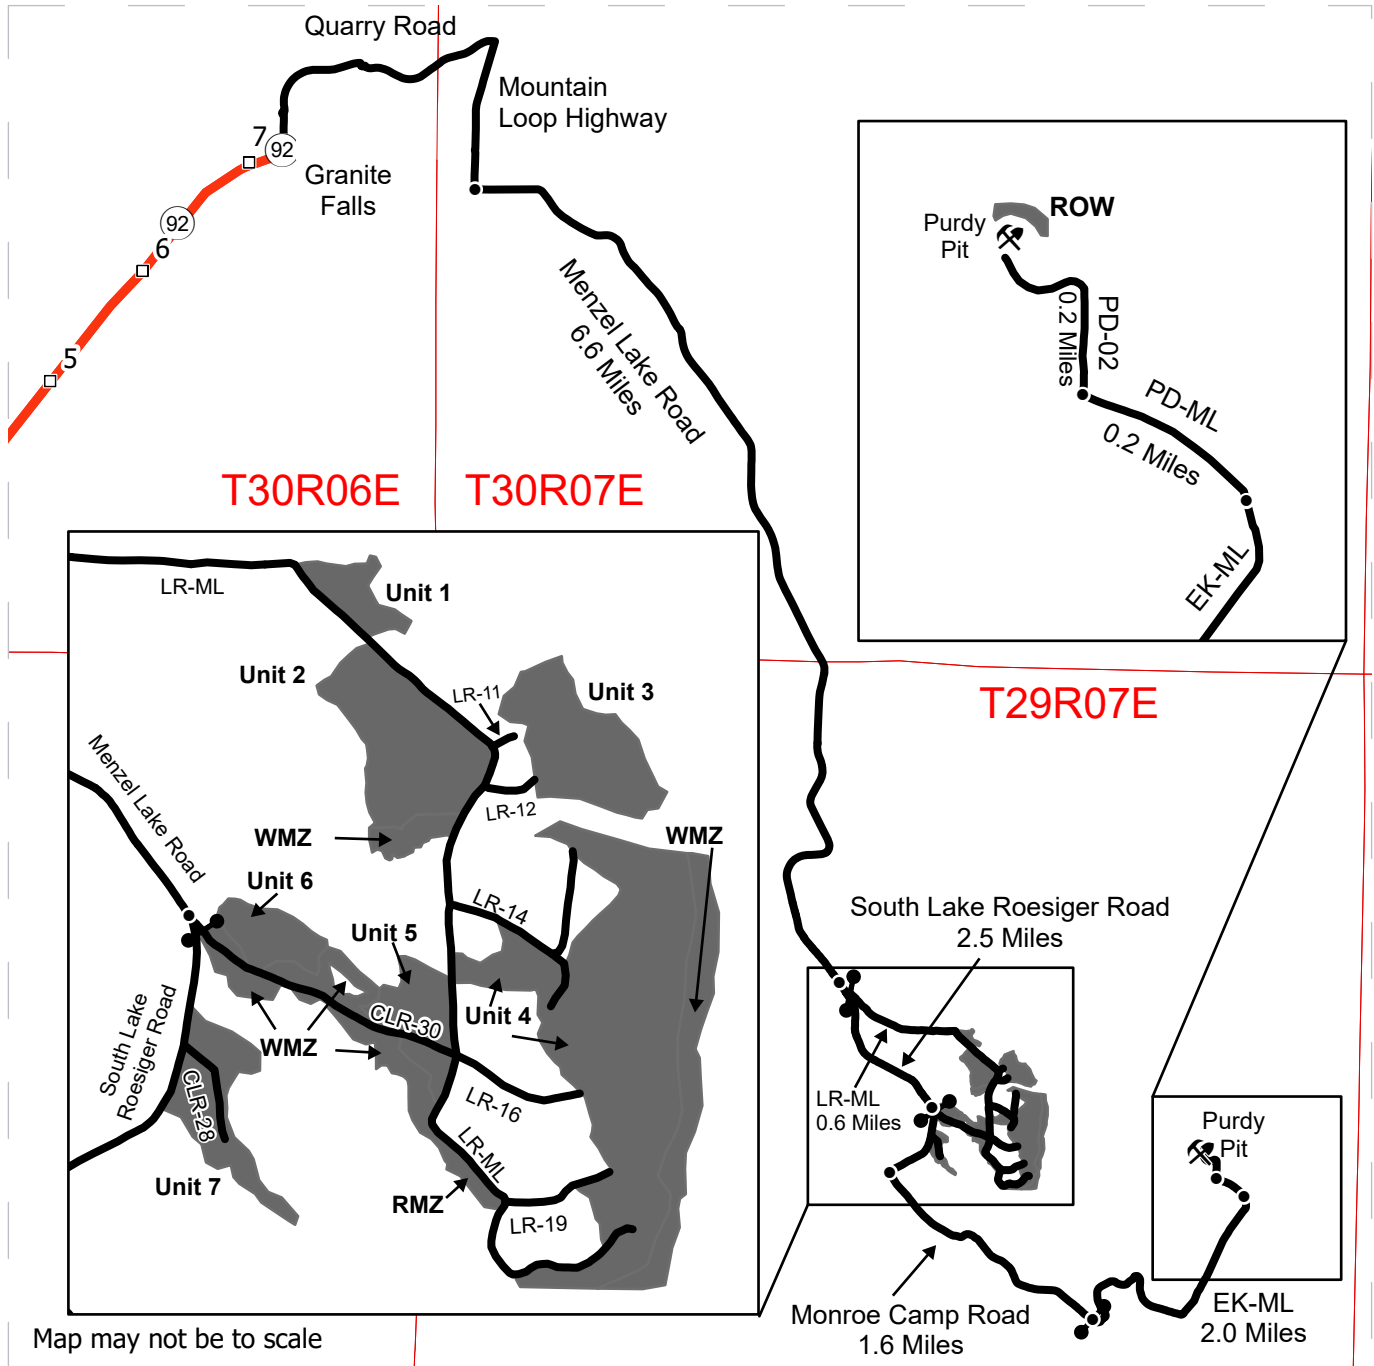 Quarry Road
Mountain
Loop Highway
7
92
Granite
Falls
92
6
5
Menzel Lake Road
6.6 Miles
Purdy
Pit
ROW
PD-02
0.2 Miles
PD-ML
0.2 Miles
EK-ML
T30R06E
T30R07E
T29R07E
LR-ML
Unit 1
Unit 2
LR-11
Unit 3
LR-12
WMZ
WMZ
Menzel Lake Road
Unit 6
LR-14
Unit 5
Unit 4
CLR-30
WMZ
South Lake
Roesiger Road
CLR-28
LR-16
LR-ML
Unit 7
RMZ
LR-19
South Lake Roesiger Road
2.5 Miles
LR-ML
0.6 Miles
Purdy
Pit
Monroe Camp Road
1.6 Miles
EK-ML
2.0 Miles
Map may not be to scale